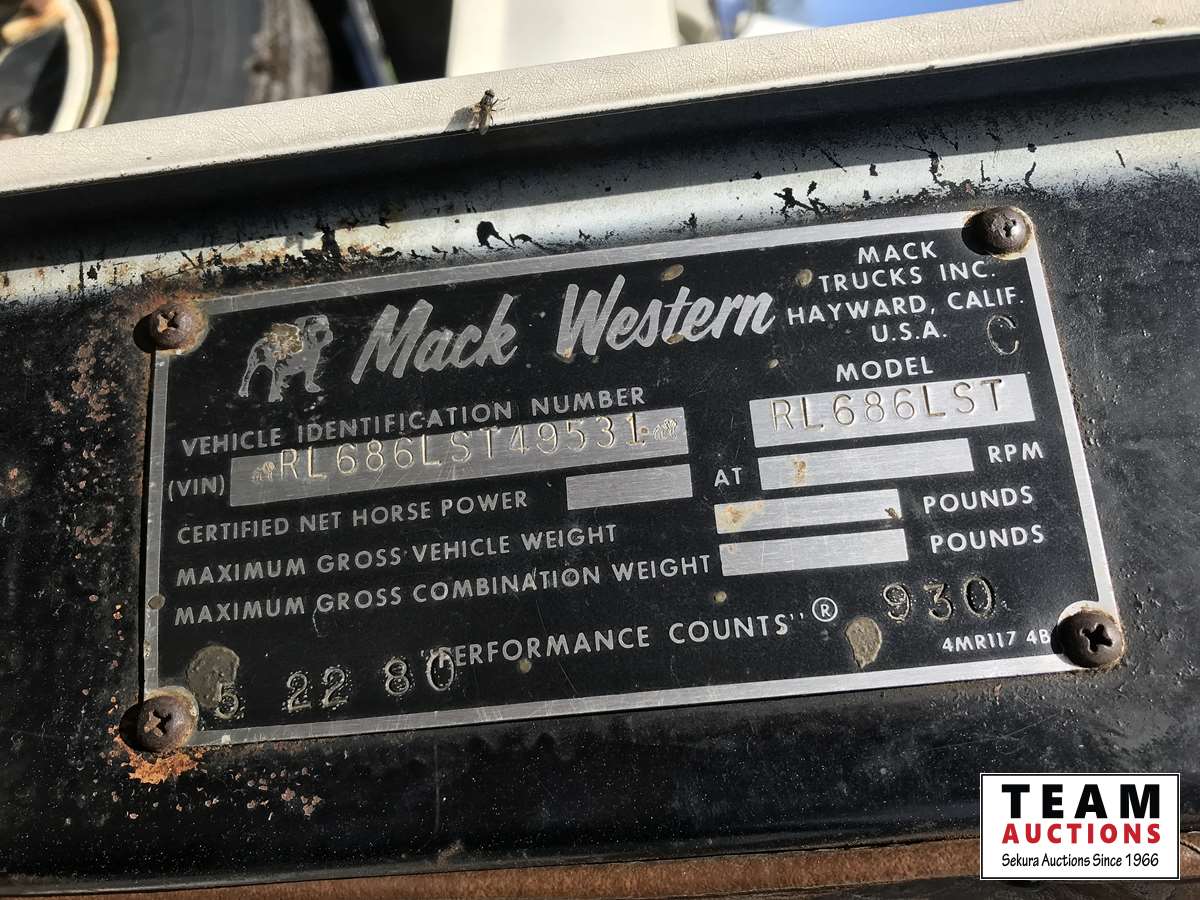 Mack Western
MACK
TRUCKS INC.
HAYWARD, CALIF.
U.S.A.
C
VEHICLE IDENTIFICATION NUMBER
(VIN) RL686LST49531
MODEL
RL686LST
CERTIFIED NET HORSE POWER AT RPM
MAXIMUM GROSS VEHICLE WEIGHT POUNDS
MAXIMUM GROSS COMBINATION WEIGHT POUNDS
"PERFORMANCE COUNTS"® 930
5 22 80
4MR117 4B
TEAM
AUCTIONS
Sekura Auctions Since 1966